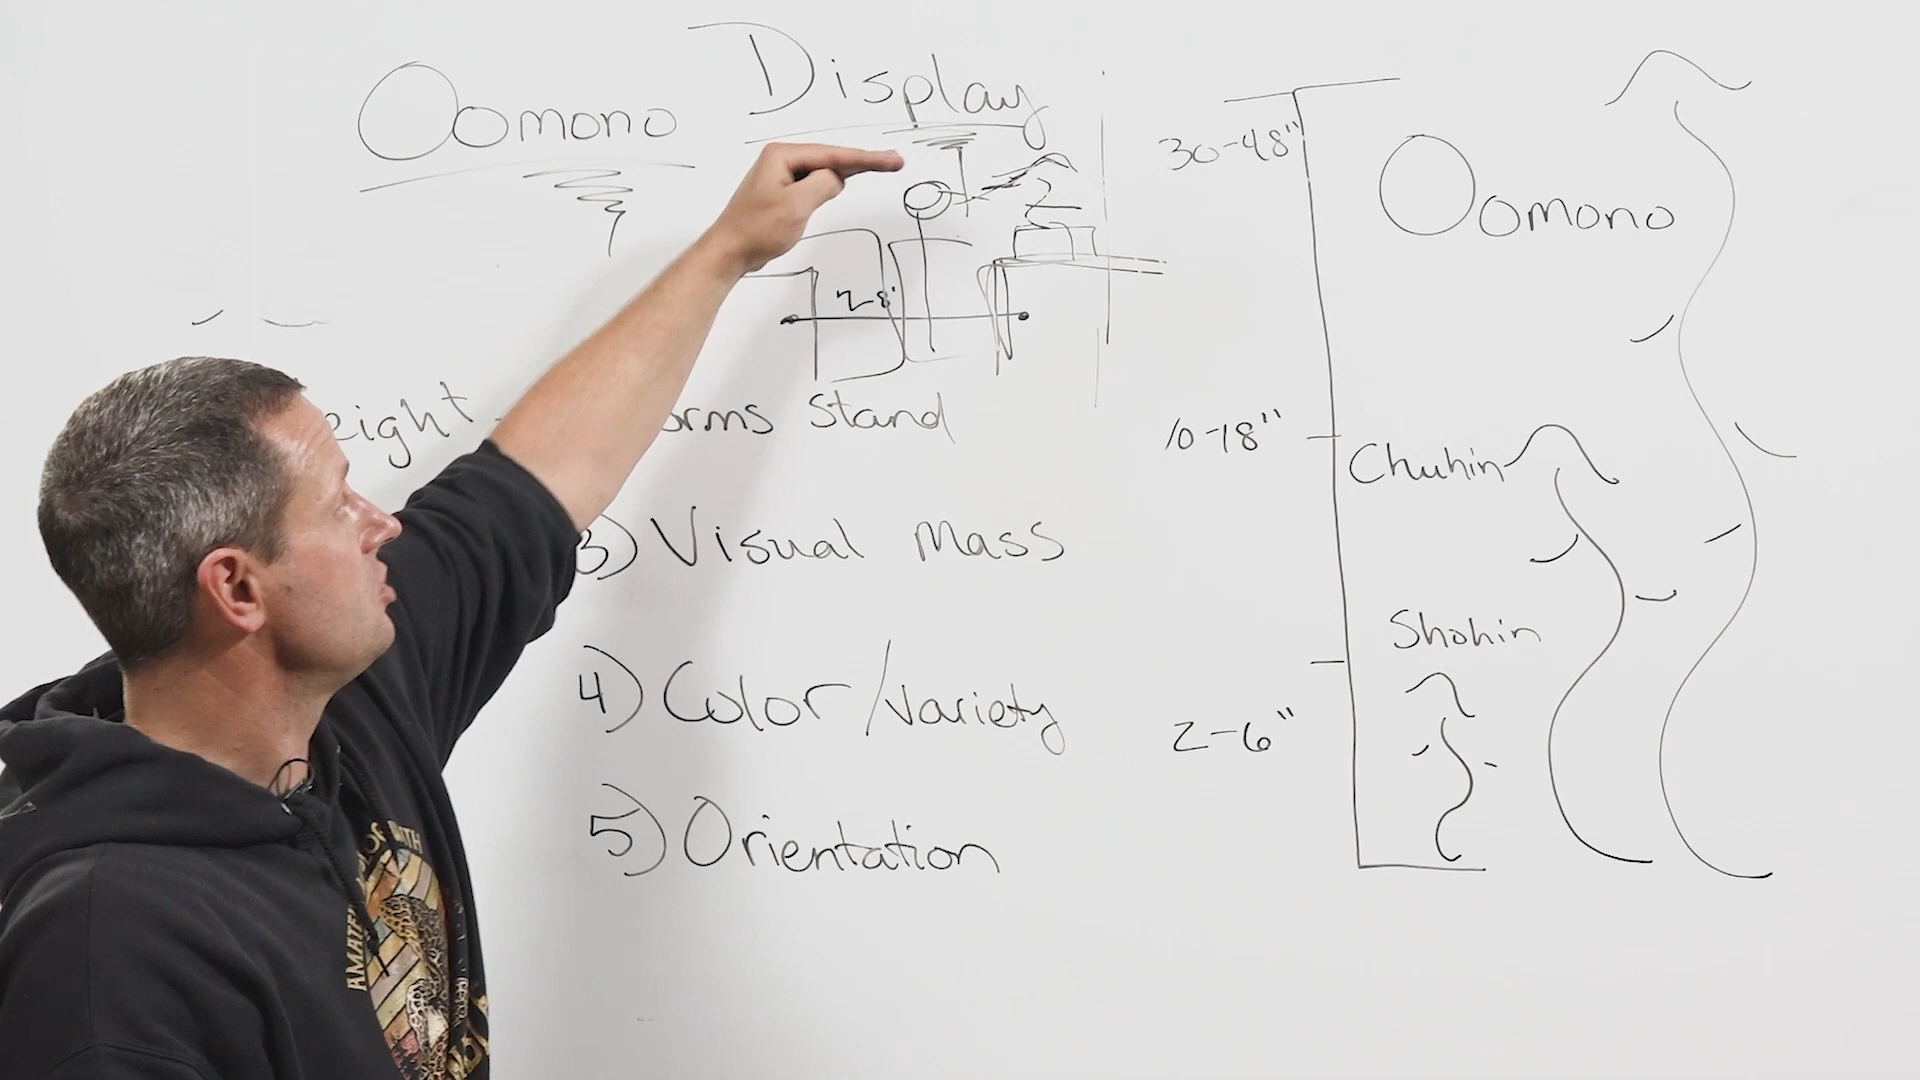 Oomono Display
2-8'
eight
orms Stand
3) Visual Mass
4) Color/Variety
5) Orientation
30-48"
Oomono
10-18"
Chuhin
Shohin
2-6"